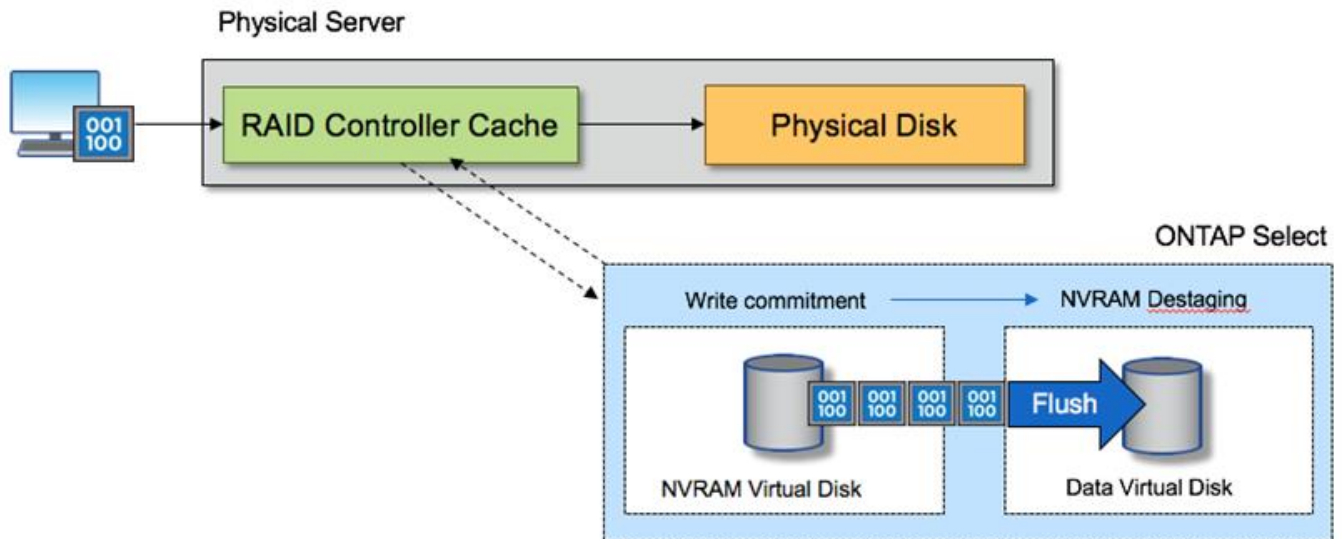 Physical Server
001
100
RAID Controller Cache
Physical Disk
ONTAP Select
Write commitment
NVRAM Destaging
001
100
001
100
001
100
001
100
Flush
NVRAM Virtual Disk
Data Virtual Disk